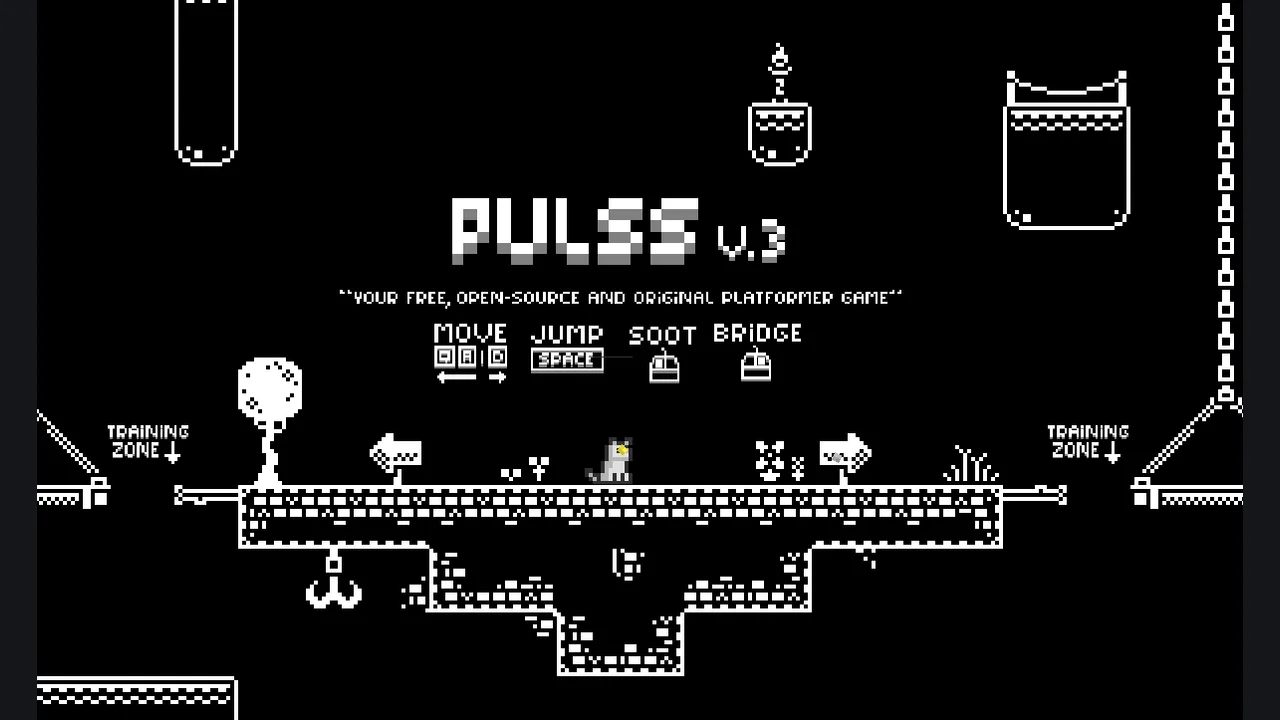 PULSS v.3
``YOUR FREE, OPEN-SOURCE AND ORiGiNAL PLATFORMER GAME``
MOVE JUMP SOOT BRiDGE
Q A | D SPACE
TRAiNiNG
ZONE ↓
TRAiNiNG
ZONE ↓